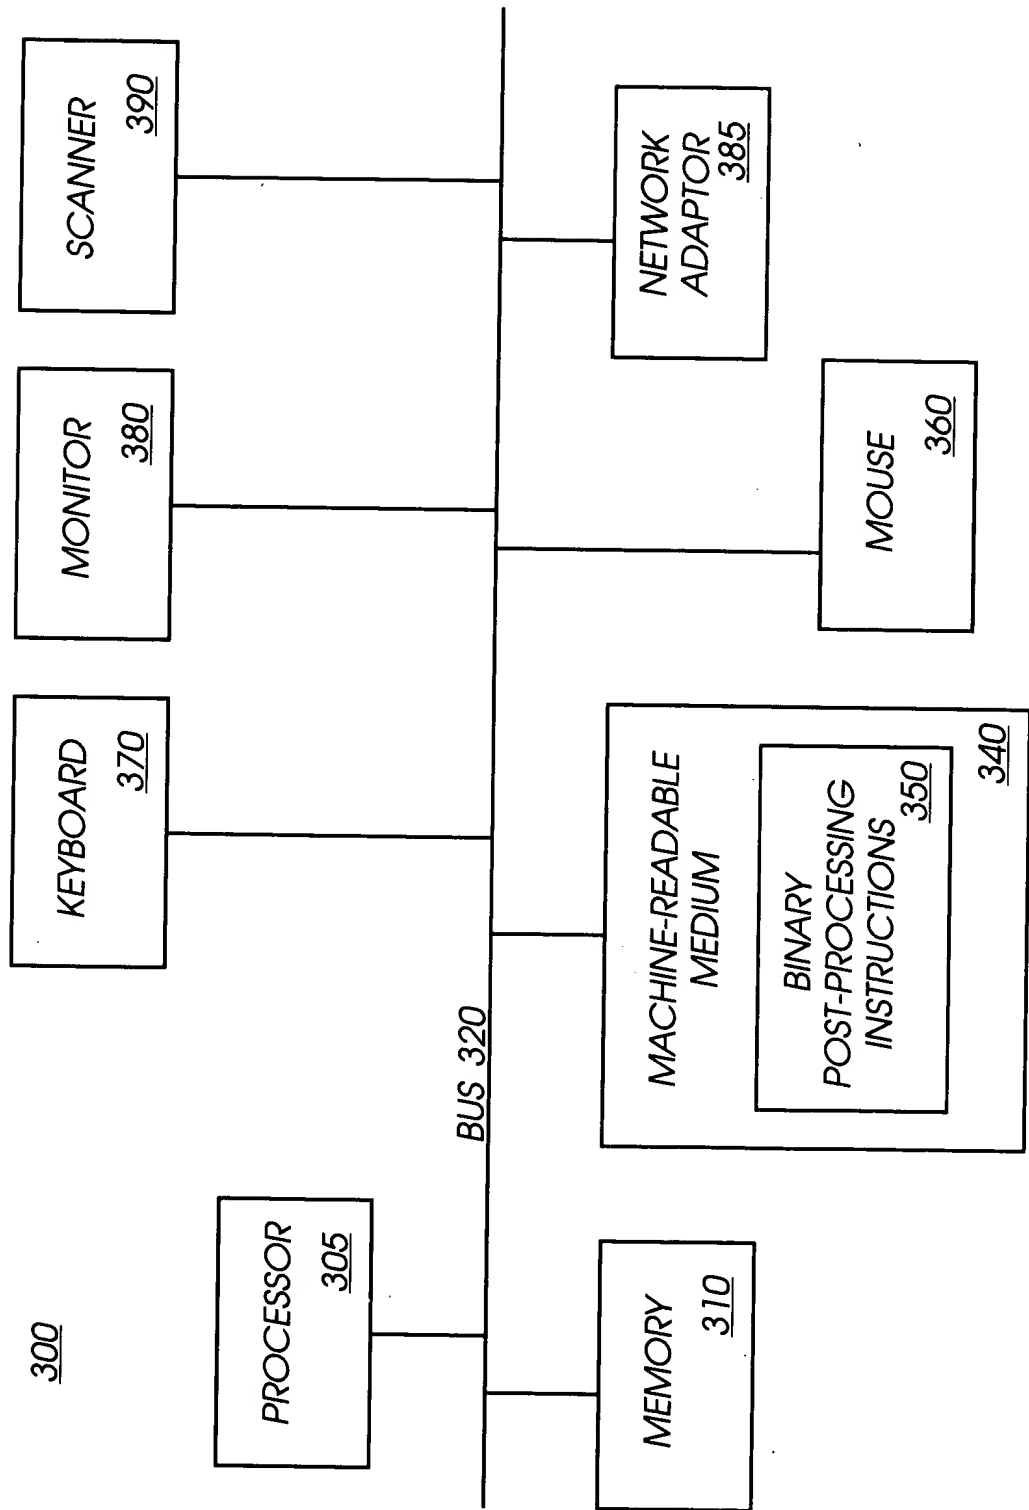 300
PROCESSOR
305
KEYBOARD
370
MONITOR
380
SCANNER
390
BUS 320
MEMORY
310
MACHINE-READABLE
MEDIUM
BINARY
POST-PROCESSING
INSTRUCTIONS
350
340
MOUSE
360
NETWORK
ADAPTOR
385